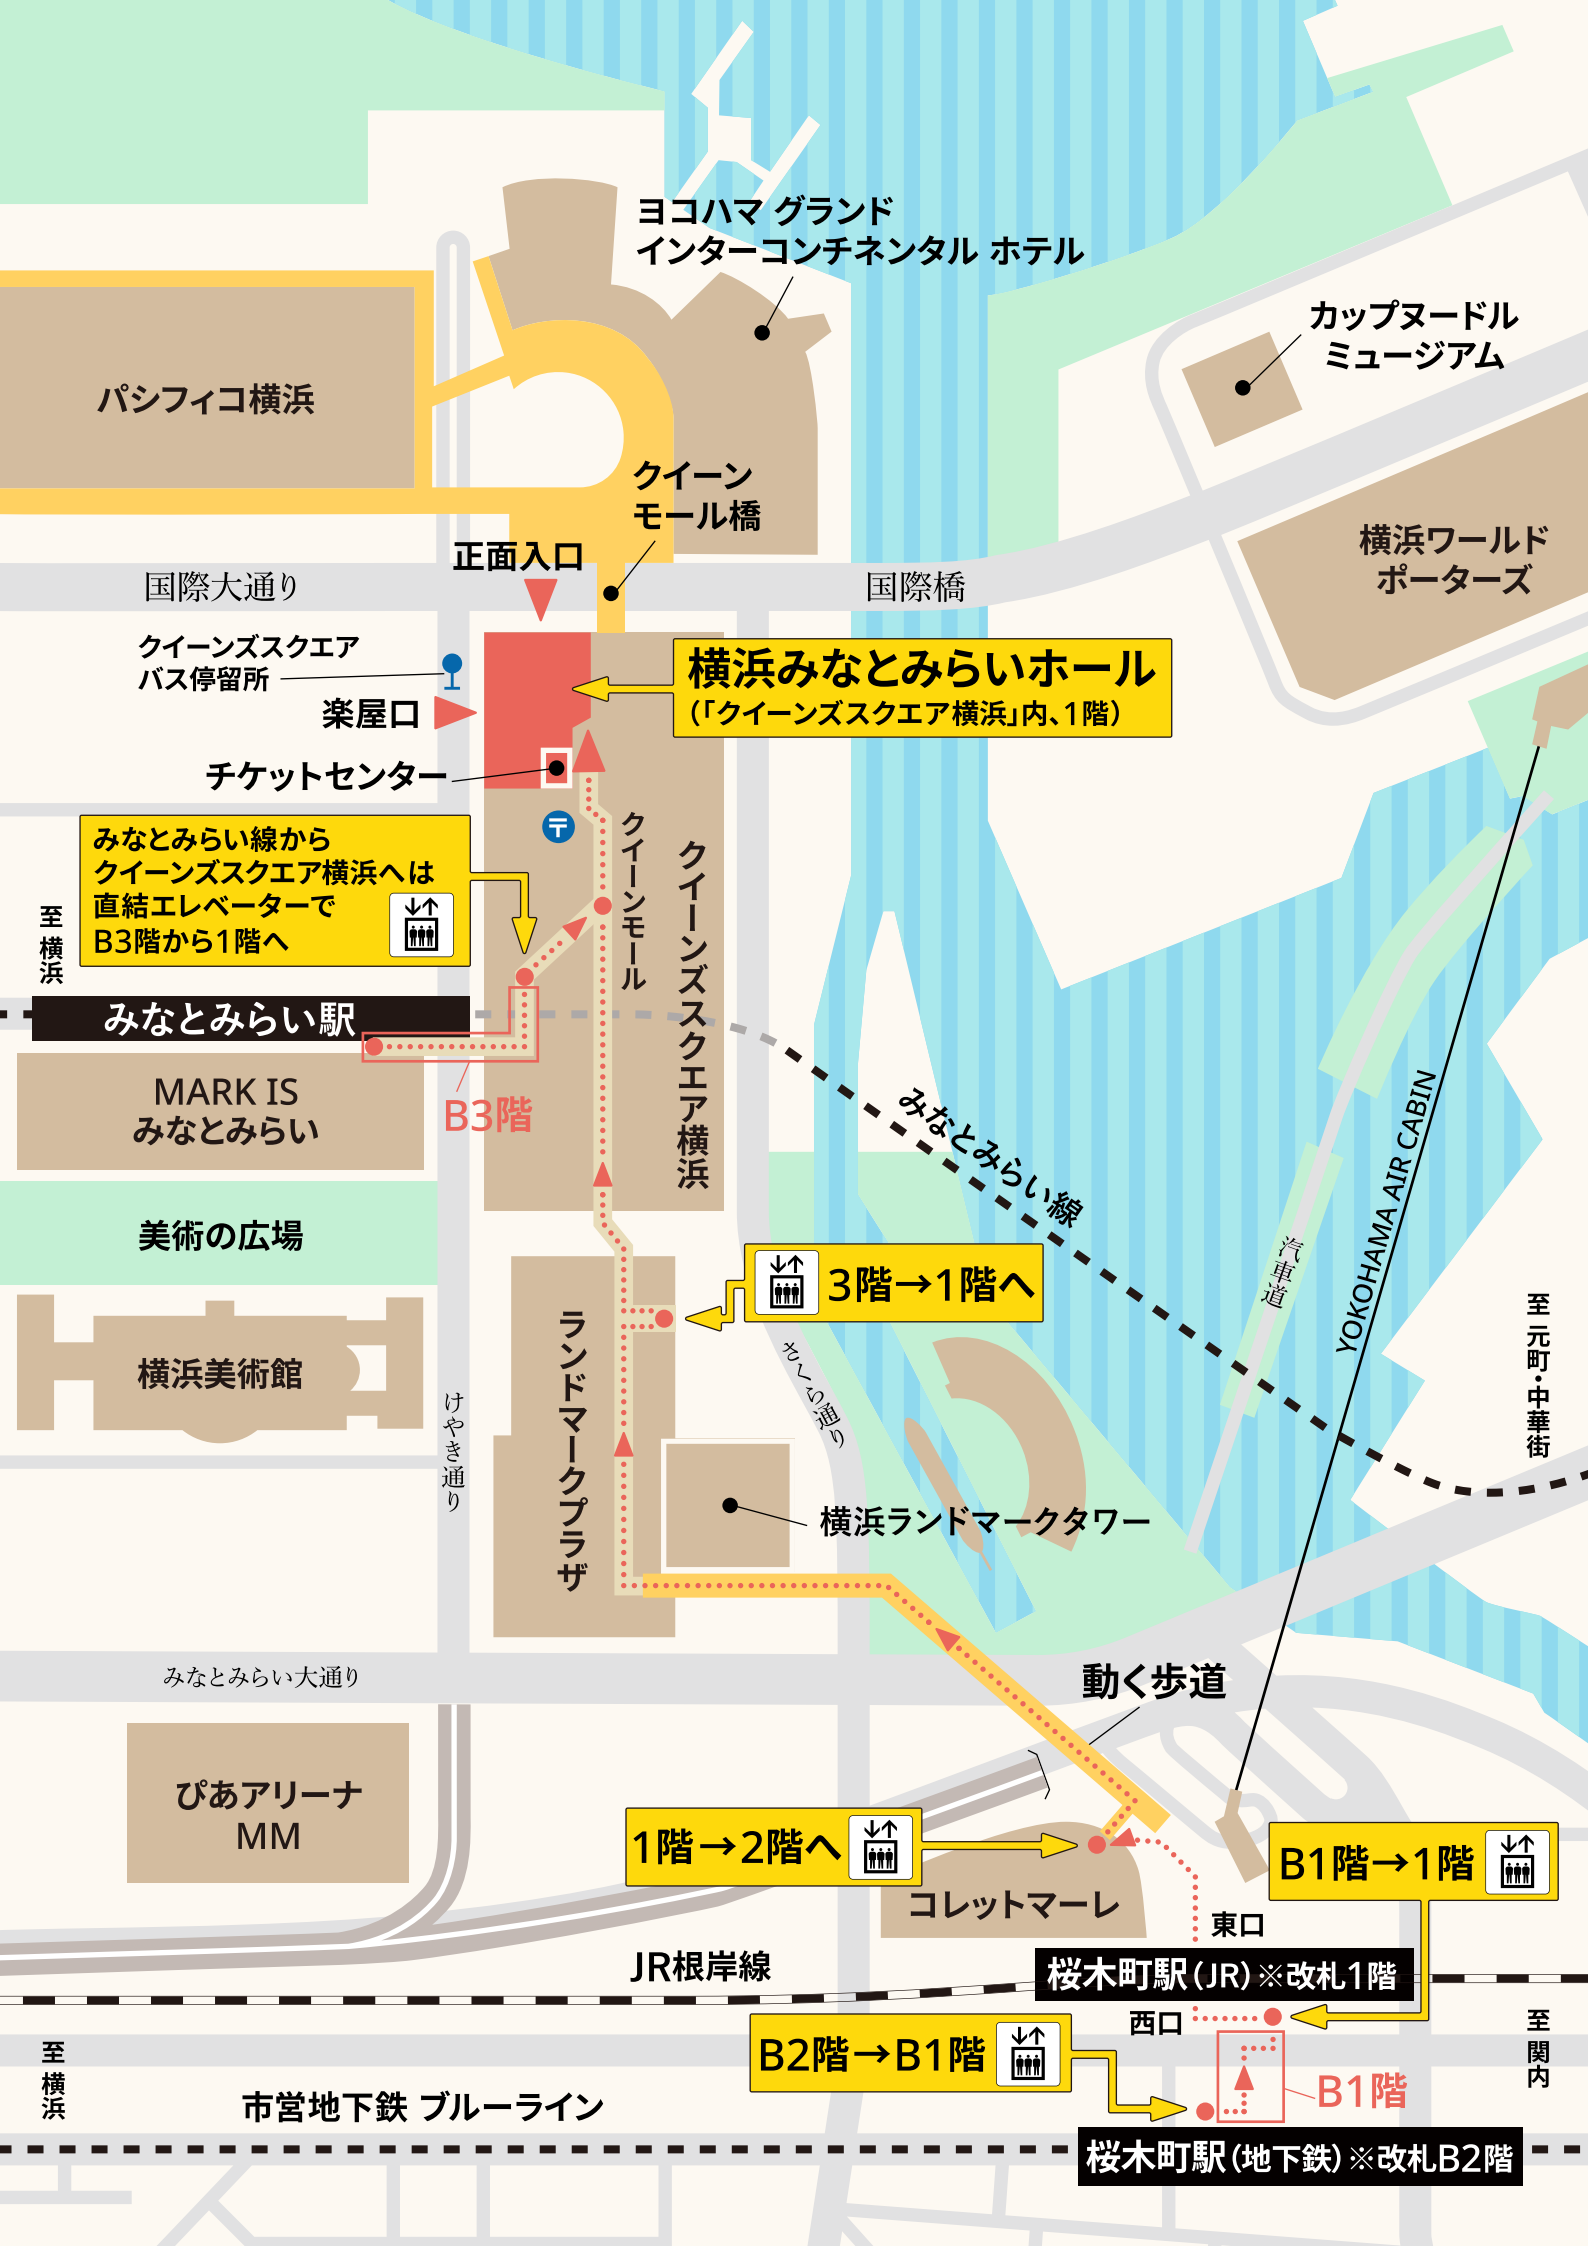 ヨコハマ グランド
インターコンチネンタル ホテル
カップヌードル
ミュージアム
パシフィコ横浜
クイーン
モール橋
横浜ワールド
ポーターズ
正面入口
国際大通り
国際橋
クイーンズスクエア
バス停留所
横浜みなとみらいホール
(「クイーンズスクエア横浜」内、1階)
楽屋口
チケットセンター
〒
みなとみらい線から
クイーンズスクエア横浜へは
直結エレベーターで
B3階から1階へ
クイーンモール
クイーンズスクエア横浜
至 横浜
みなとみらい駅
MARK IS
みなとみらい
B3階
みなとみらい線
YOKOHAMA AIR CABIN
美術の広場
汽車道
3階→1階へ
至 元町・中華街
横浜美術館
ランドマークプラザ
さくら通り
けやき通り
横浜ランドマークタワー
みなとみらい大通り
動く歩道
ぴあアリーナ
MM
1階→2階へ
B1階→1階
コレットマーレ
東口
JR根岸線
桜木町駅(JR)※改札1階
西口
至 関内
B2階→B1階
至 横浜
B1階
市営地下鉄 ブルーライン
桜木町駅(地下鉄)※改札B2階